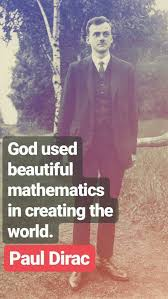 God used
beautiful
mathematics
in creating the
world.
Paul Dirac